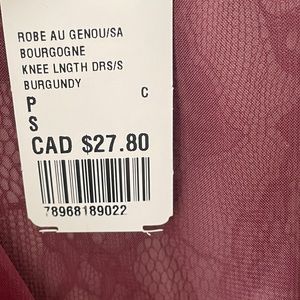 ROBE AU GENOU/SA
BOURGOGNE
KNEE LNGTH DRS/S
BURGUNDY
P C
S
CAD $27.80
78968189022